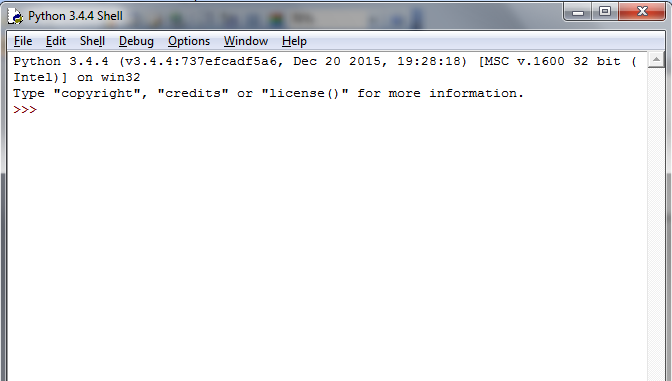 Python 3.4.4 Shell
File Edit Shell Debug Options Window Help
Python 3.4.4 (v3.4.4:737efcadf5a6, Dec 20 2015, 19:28:18) [MSC v.1600 32 bit (
Intel)] on win32
Type "copyright", "credits" or "license()" for more information.
>>>